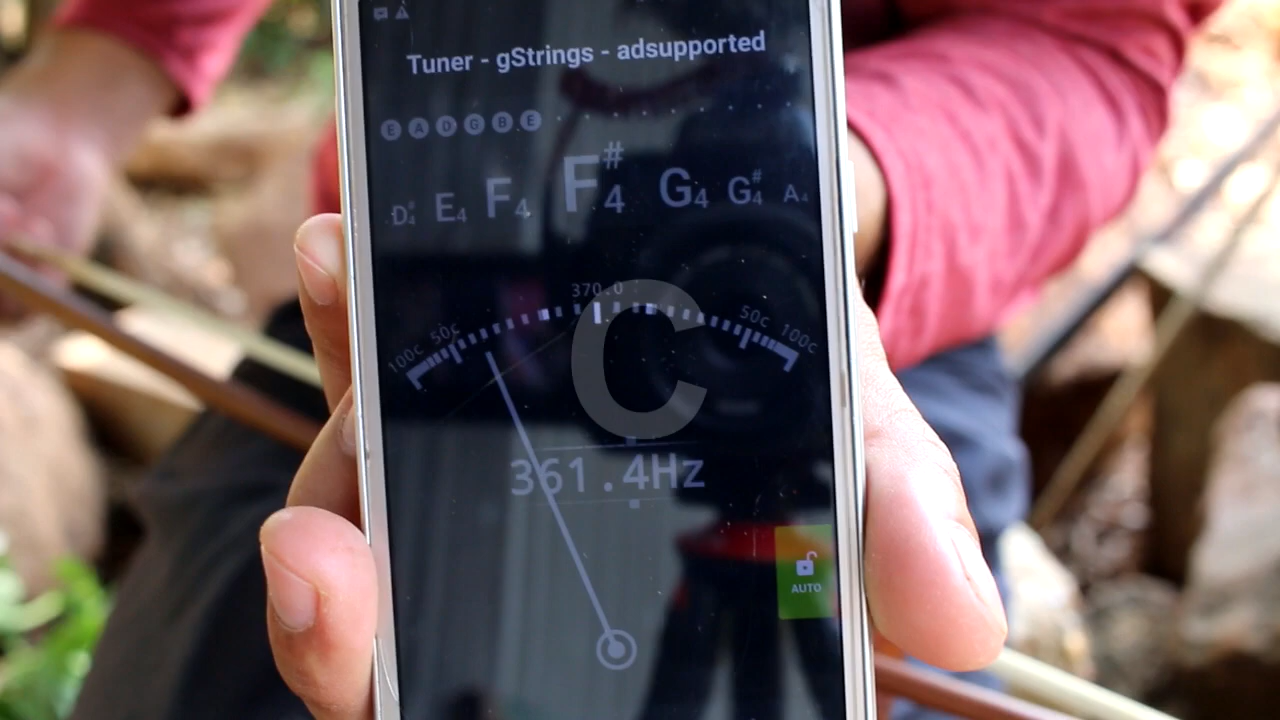 Tuner - gStrings - adsupported
E A D G B E
D#4 E4 F4 F#4 G4 G#4 A4
370.0
100c 50c 50c 100c
C
361.4Hz
AUTO